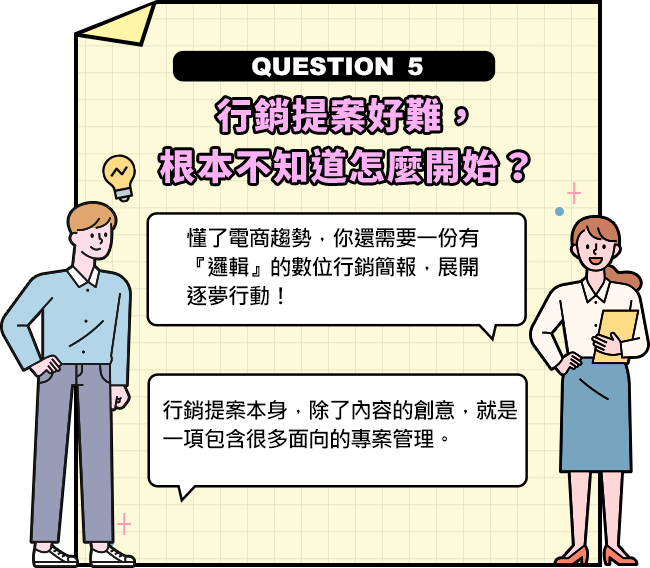 QUESTION 5
行銷提案好難，
根本不知道怎麼開始？
懂了電商趨勢，你還需要一份有
『邏輯』的數位行銷簡報，展開
逐夢行動！
行銷提案本身，除了內容的創意，就是
一項包含很多面向的專案管理。